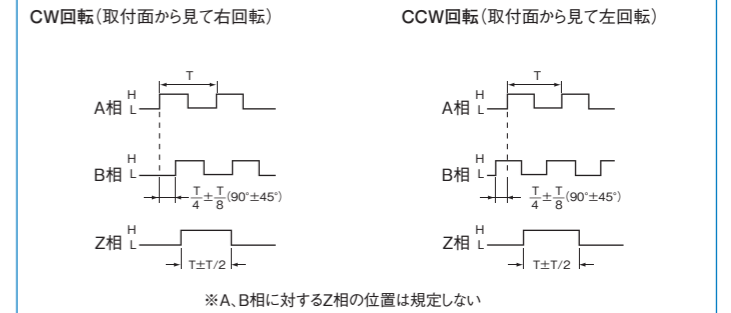 CW回転(取付面から見て右回転)
CCW回転(取付面から見て左回転)
T
H
A相 L
H
B相 L
T/4±T/8(90°±45°)
H
Z相 L
T±T/2
T
H
A相 L
H
B相 L
T/4±T/8(90°±45°)
H
Z相 L
T±T/2
※A、B相に対するZ相の位置は規定しない